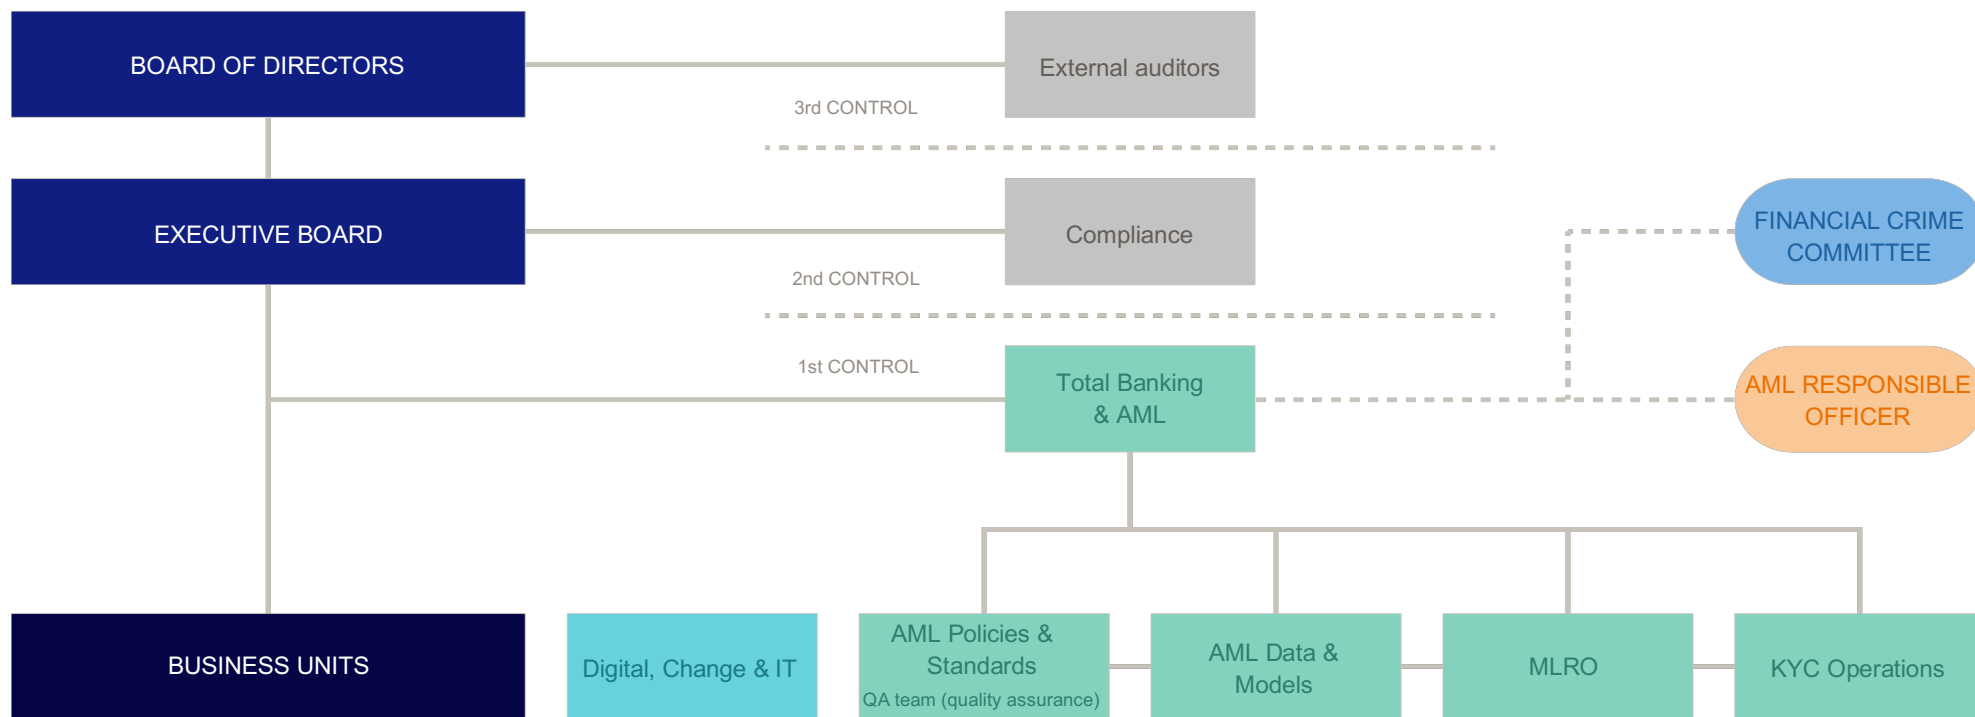 BOARD OF DIRECTORS
External auditors
3rd CONTROL
EXECUTIVE BOARD
Compliance
FINANCIAL CRIME
COMMITTEE
2nd CONTROL
1st CONTROL
Total Banking
& AML
AML RESPONSIBLE
OFFICER
BUSINESS UNITS
Digital, Change & IT
AML Policies &
Standards
QA team (quality assurance)
AML Data &
Models
MLRO
KYC Operations